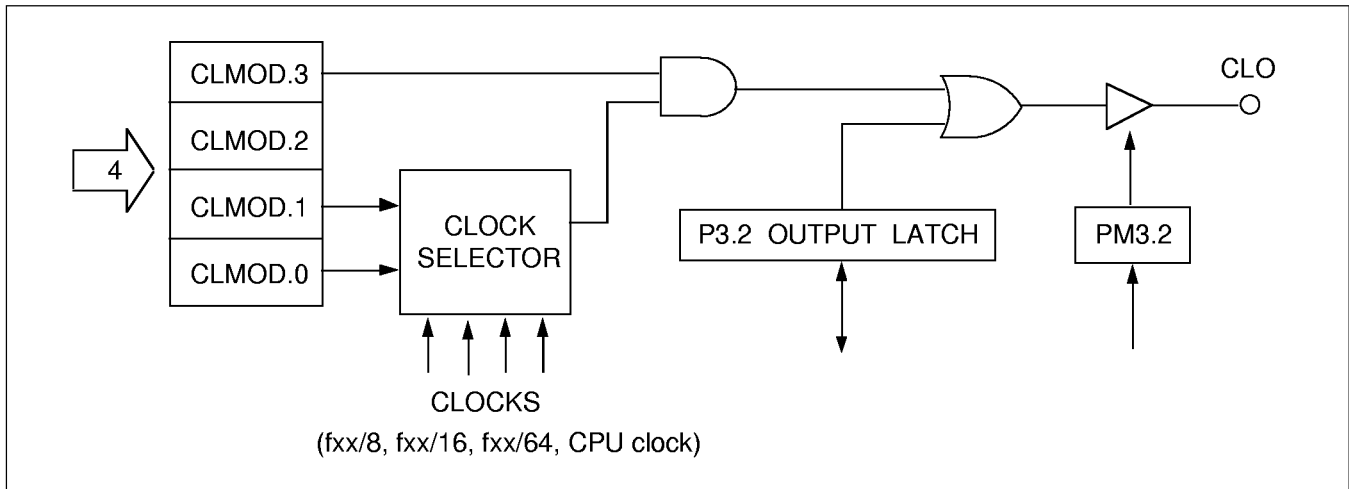 CLMOD.3
CLMOD.2
CLMOD.1
CLMOD.0
4
CLOCK
SELECTOR
CLOCKS
(fxx/8, fxx/16, fxx/64, CPU clock)
P3.2 OUTPUT LATCH
PM3.2
CLO